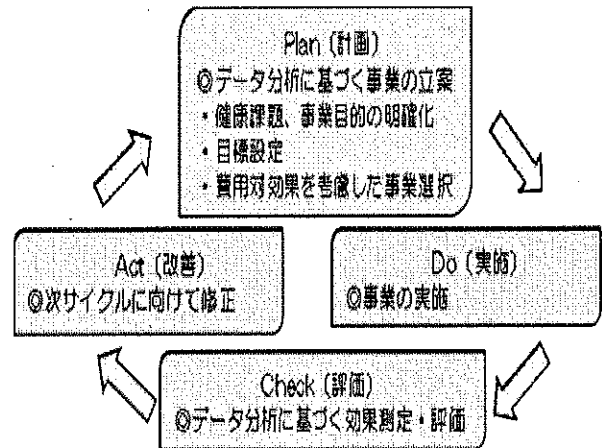 Plan（計画）
◎データ分析に基づく事業の立案
・健康課題、事業目的の明確化
・目標設定
・費用対効果を考慮した事業選択
Act（改善）
◎次サイクルに向けて修正
Do（実施）
◎事業の実施
Check（評価）
◎データ分析に基づく効果測定・評価